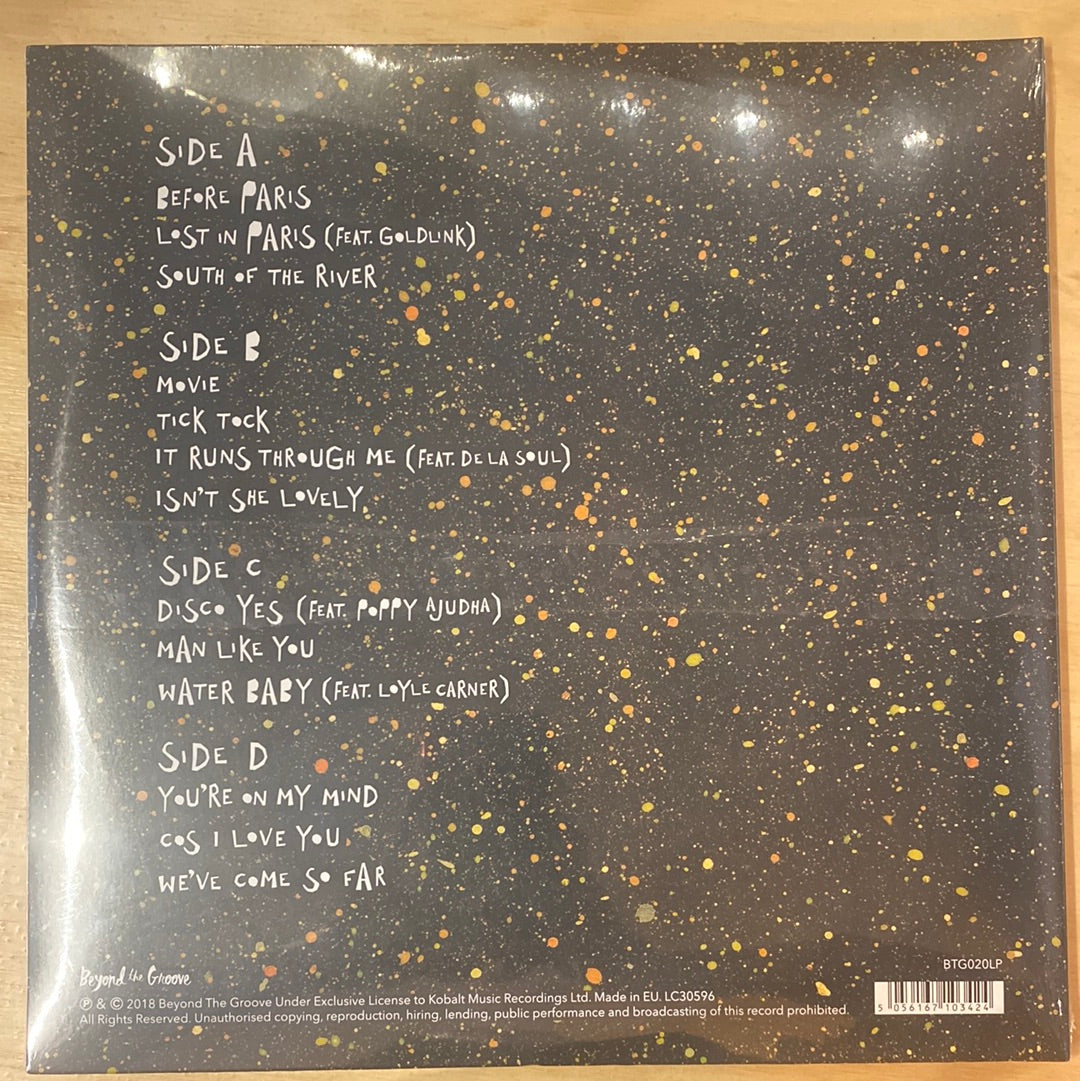 SIDE A
BEFORE PARIS
LOST IN PARIS (FEAT. GOLDLINK)
SOUTH OF THE RIVER
SIDE B
MOVIE
TICK TOCK
IT RUNS THROUGH ME (FEAT. DE LA SOUL)
ISN'T SHE LOVELY
SIDE C
DISCO YES (FEAT. POPPY AJUDHA)
MAN LIKE YOU
WATER BABY (FEAT. LOYLE CARNER)
SIDE D
YOU'RE ON MY MIND
COS I LOVE YOU
WE'VE COME SO FAR
Beyond the Groove
BTG020LP
℗ & © 2018 Beyond The Groove Under Exclusive License to Kobalt Music Recordings Ltd. Made in EU. LC30596
All Rights Reserved. Unauthorised copying, reproduction, hiring, lending, public performance and broadcasting of this record prohibited.
5 056167 103424